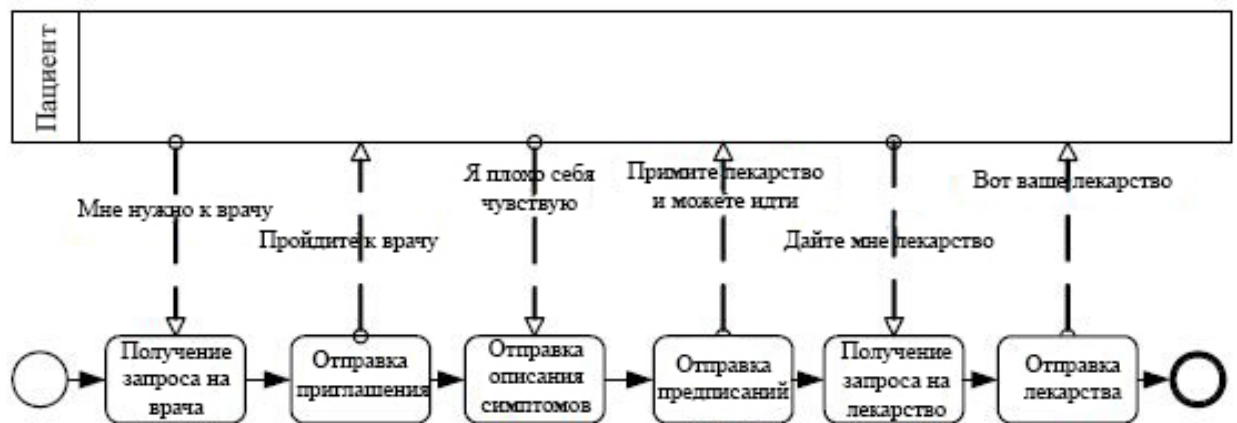 Пациент
Мне нужно к врачу
Пройдите к врачу
Я плохо себя
чувствую
Примите лекарство
и можете идти
Дайте мне лекарство
Вот ваше лекарство
Получение
запроса на
врача
Отправка
приглашения
Отправка
описания
симптомов
Отправка
предписаний
Получение
запроса на
лекарство
Отправка
лекарства